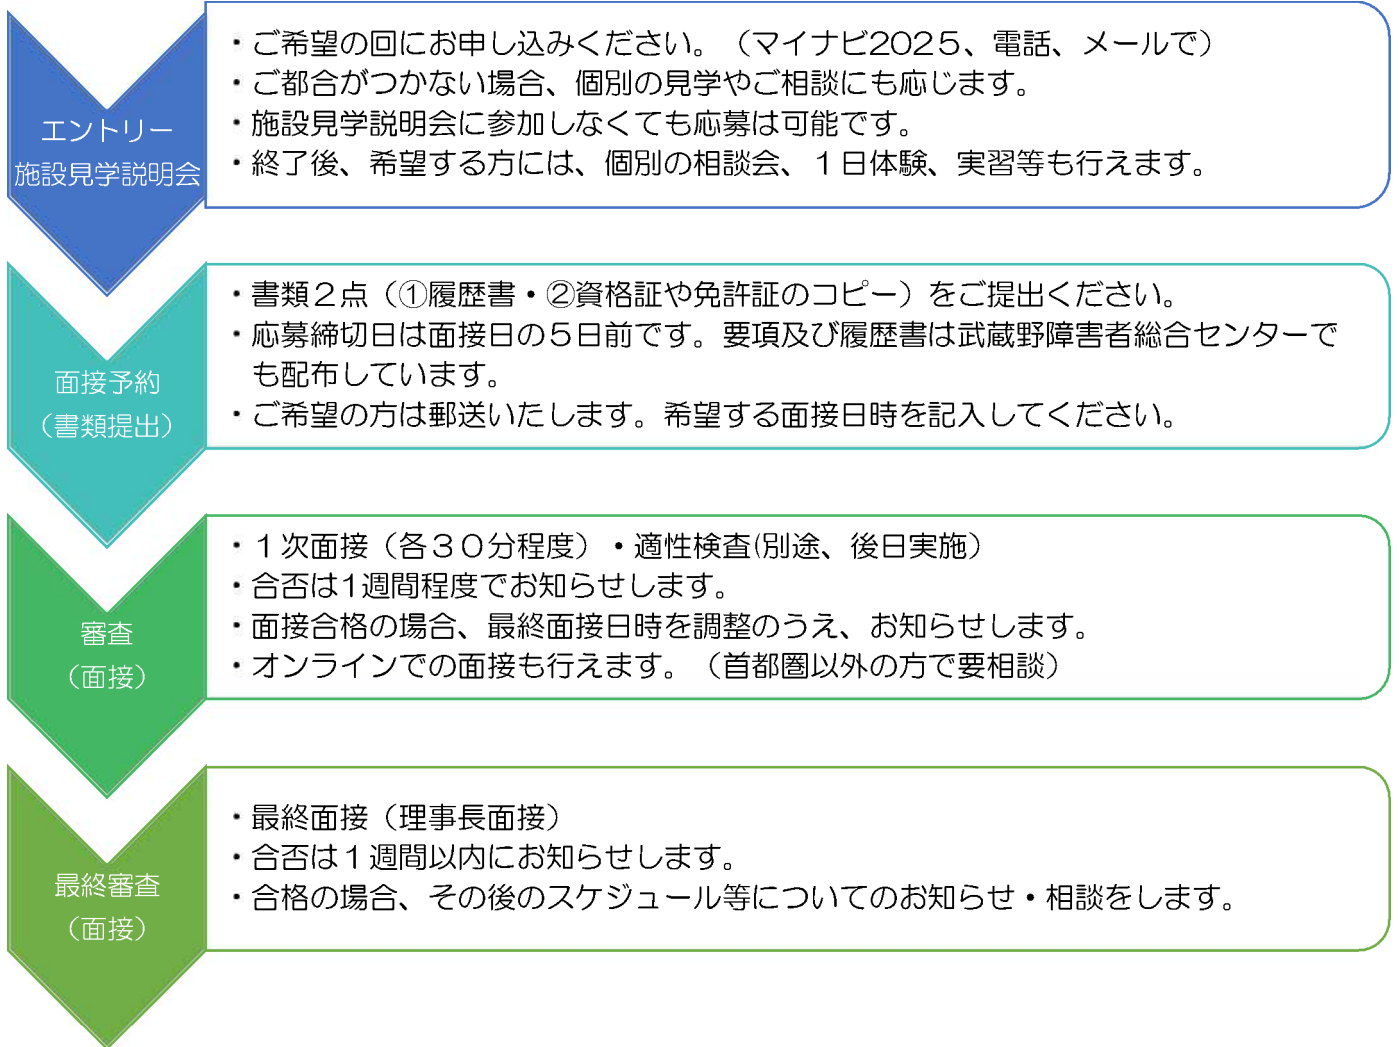 エントリー
施設見学説明会
・ご希望の回にお申し込みください。（マイナビ2025、電話、メールで）
・ご都合がつかない場合、個別の見学やご相談にも応じます。
・施設見学説明会に参加しなくても応募は可能です。
・終了後、希望する方には、個別の相談会、１日体験、実習等も行えます。
面接予約
（書類提出）
・書類２点（①履歴書・②資格証や免許証のコピー）をご提出ください。
・応募締切日は面接日の５日前です。要項及び履歴書は武蔵野障害者総合センターで
も配布しています。
・ご希望の方は郵送いたします。希望する面接日時を記入してください。
審査
（面接）
・１次面接（各３０分程度）・適性検査(別途、後日実施）
・合否は1週間程度でお知らせします。
・面接合格の場合、最終面接日時を調整のうえ、お知らせします。
・オンラインでの面接も行えます。（首都圏以外の方で要相談）
最終審査
（面接）
・最終面接（理事長面接）
・合否は１週間以内にお知らせします。
・合格の場合、その後のスケジュール等についてのお知らせ・相談をします。